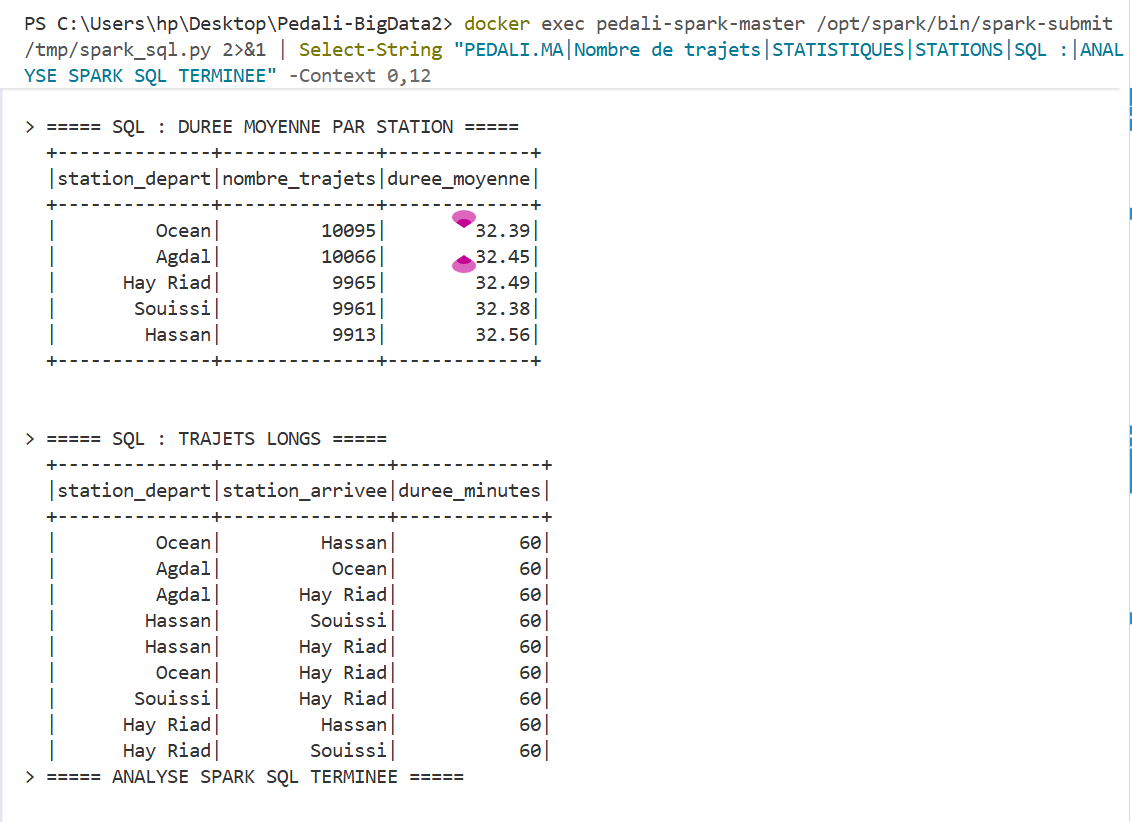 PS C:\Users\hp\Desktop\Pedali-BigData2> docker exec pedali-spark-master /opt/spark/bin/spark-submit
/tmp/spark_sql.py 2>&1 | Select-String "PEDALI.MA|Nombre de trajets|STATISTIQUES|STATIONS|SQL :|ANAL
YSE SPARK SQL TERMINEE" -Context 0,12
> ===== SQL : DUREE MOYENNE PAR STATION =====
+--------------+--------------+-------------+
|station_depart|nombre_trajets|duree_moyenne|
+--------------+--------------+-------------+
|         Ocean|         10095|        32.39|
|         Agdal|         10066|        32.45|
|      Hay Riad|          9965|        32.49|
|       Souissi|          9961|        32.38|
|        Hassan|          9913|        32.56|
+--------------+--------------+-------------+
> ===== SQL : TRAJETS LONGS =====
+--------------+---------------+-------------+
|station_depart|station_arrivee|duree_minutes|
+--------------+---------------+-------------+
|         Ocean|         Hassan|           60|
|         Agdal|          Ocean|           60|
|         Agdal|       Hay Riad|           60|
|        Hassan|        Souissi|           60|
|        Hassan|       Hay Riad|           60|
|         Ocean|       Hay Riad|           60|
|       Souissi|       Hay Riad|           60|
|      Hay Riad|         Hassan|           60|
|      Hay Riad|        Souissi|           60|
> ===== ANALYSE SPARK SQL TERMINEE =====